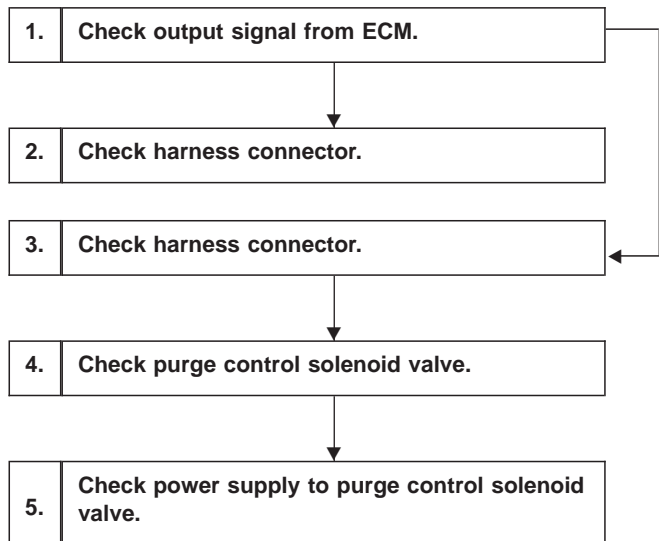 1. Check output signal from ECM.
2. Check harness connector.
3. Check harness connector.
4. Check purge control solenoid valve.
5. Check power supply to purge control solenoid
valve.